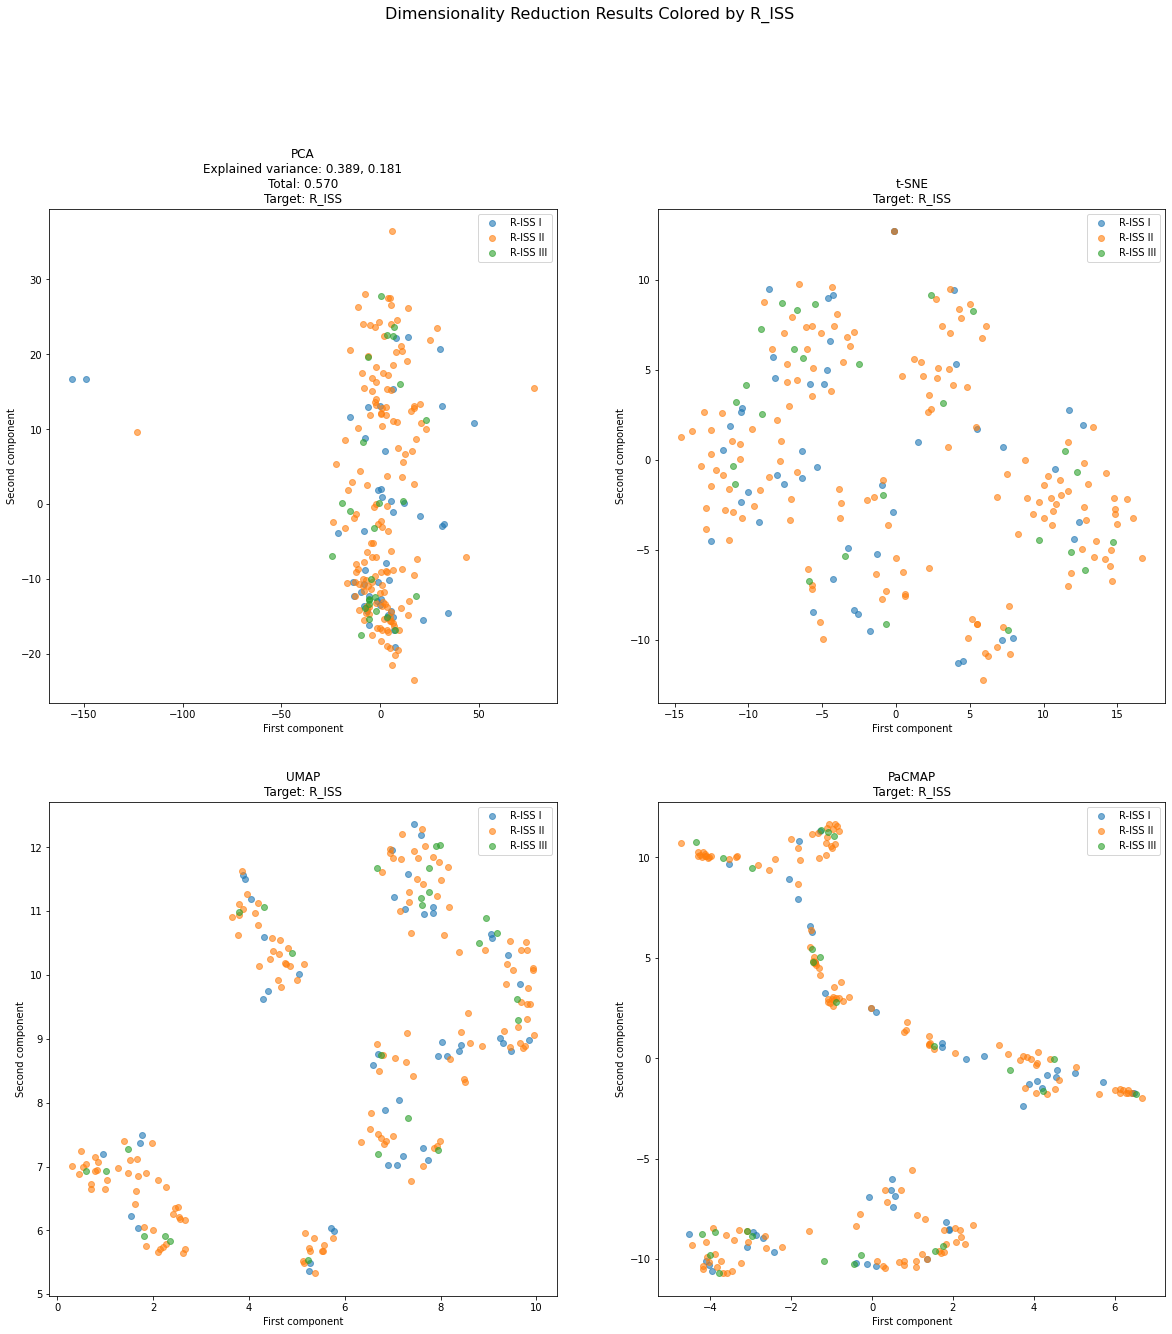 Dimensionality Reduction Results Colored by R_ISS
PCA
Explained variance: 0.389, 0.181
Total: 0.570
Target: R_ISS
R-ISS I
R-ISS II
R-ISS III
30
20
10
0
−10
−20
Second component
−150
−100
−50
0
50
First component
t-SNE
Target: R_ISS
R-ISS I
R-ISS II
R-ISS III
10
5
0
−5
−10
Second component
−15
−10
−5
0
5
10
15
First component
UMAP
Target: R_ISS
R-ISS I
R-ISS II
R-ISS III
12
11
10
9
8
7
6
5
Second component
0
2
4
6
8
10
First component
PaCMAP
Target: R_ISS
R-ISS I
R-ISS II
R-ISS III
10
5
0
−5
−10
Second component
−4
−2
0
2
4
6
First component